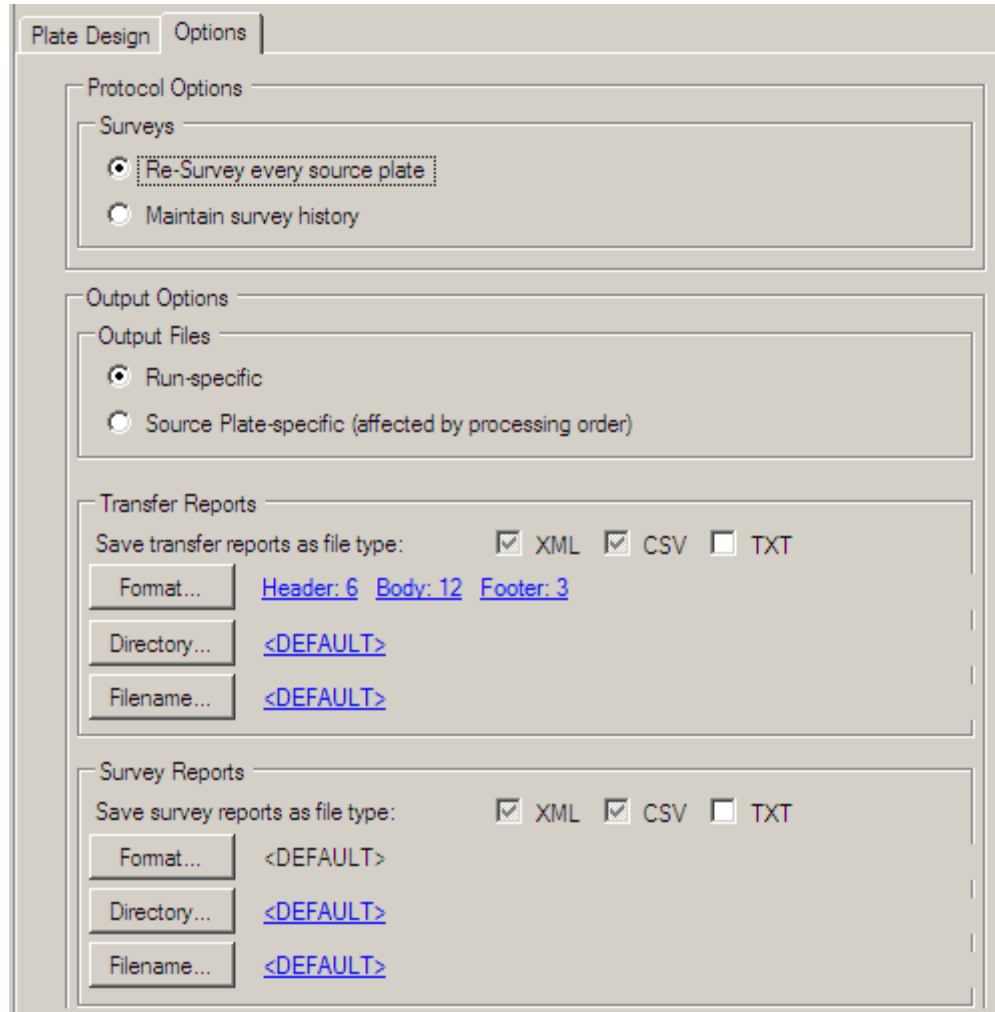 Plate Design Options
Protocol Options
Surveys
Re-Survey every source plate
Maintain survey history
Output Options
Output Files
Run-specific
Source Plate-specific (affected by processing order)
Transfer Reports
Save transfer reports as file type: XML CSV TXT
Format... Header: 6 Body: 12 Footer: 3
Directory... <DEFAULT>
Filename... <DEFAULT>
Survey Reports
Save survey reports as file type: XML CSV TXT
Format... <DEFAULT>
Directory... <DEFAULT>
Filename... <DEFAULT>